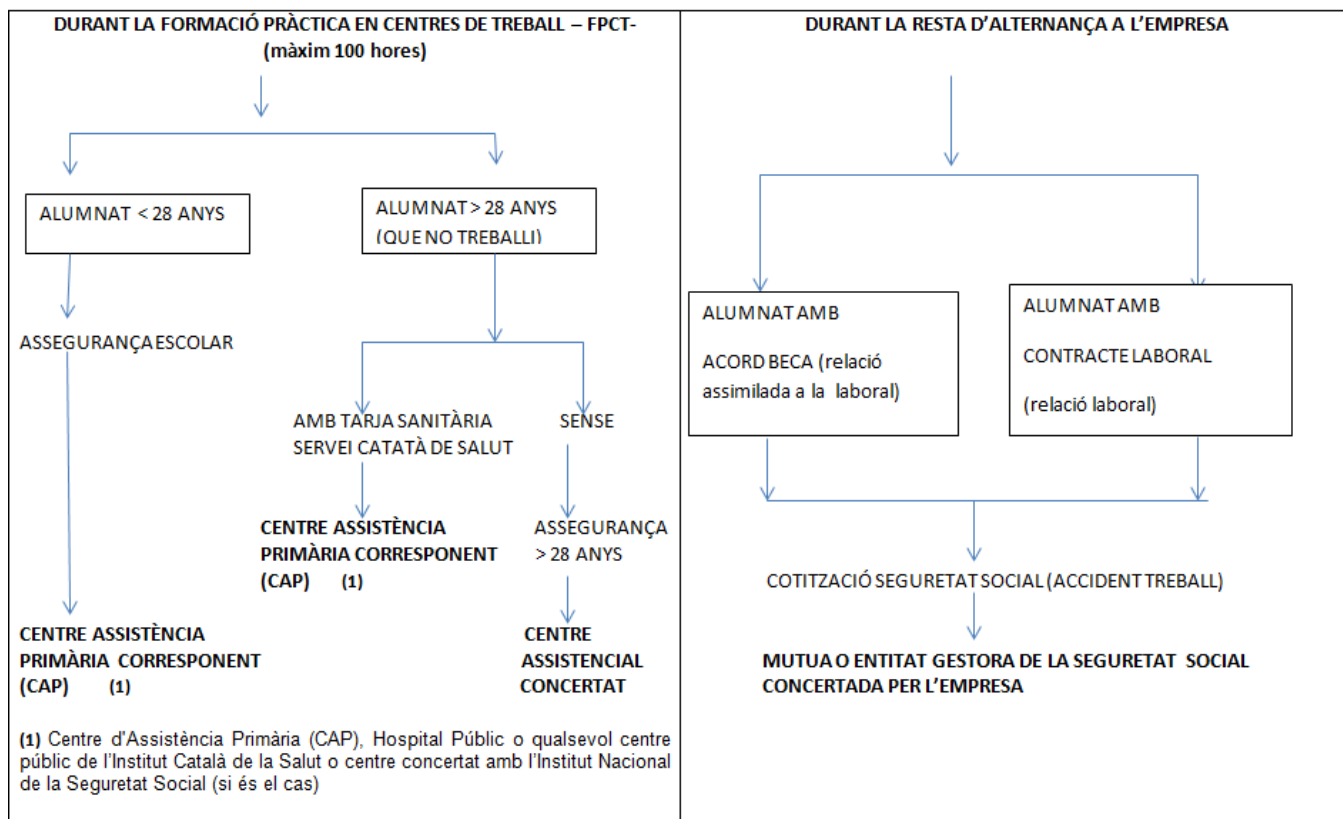 DURANT LA FORMACIÓ PRÀCTICA EN CENTRES DE TREBALL – FPCT-
(màxim 100 hores)
ALUMNAT < 28 ANYS
ALUMNAT > 28 ANYS
(QUE NO TREBALLI)
ASSEGURANÇA ESCOLAR
AMB TARJA SANITÀRIA
SERVEI CATATÀ DE SALUT
SENSE
CENTRE ASSISTÈNCIA
PRIMÀRIA CORRESPONENT
(CAP) (1)
ASSEGURANÇA
> 28 ANYS
CENTRE ASSISTÈNCIA
PRIMÀRIA CORRESPONENT
(CAP) (1)
CENTRE
ASSISTENCIAL
CONCERTAT
(1) Centre d'Assistència Primària (CAP), Hospital Públic o qualsevol centre
públic de l'Institut Català de la Salut o centre concertat amb l'Institut Nacional
de la Seguretat Social (si és el cas)
DURANT LA RESTA D'ALTERNANÇA A L'EMPRESA
ALUMNAT AMB
ACORD BECA (relació
assimilada a la laboral)
ALUMNAT AMB
CONTRACTE LABORAL
(relació laboral)
COTITZACIÓ SEGURETAT SOCIAL (ACCIDENT TREBALL)
MUTUA O ENTITAT GESTORA DE LA SEGURETAT SOCIAL
CONCERTADA PER L'EMPRESA